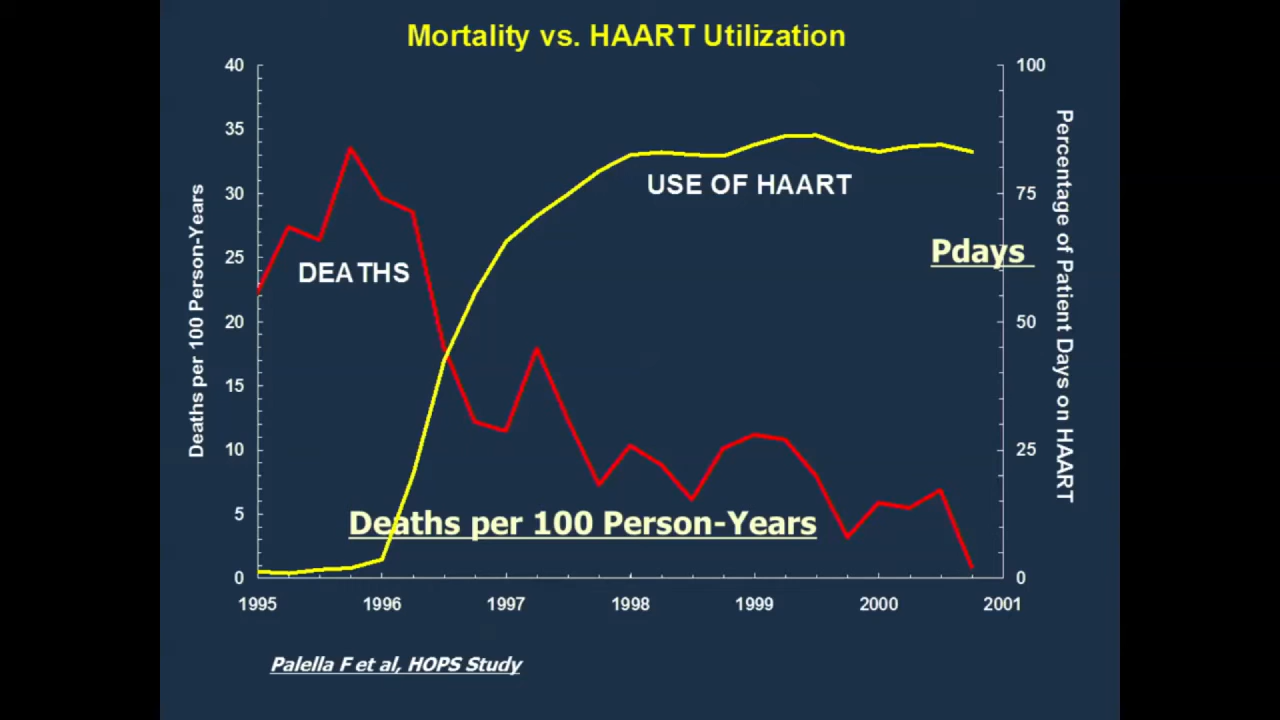 Mortality vs. HAART Utilization
40
35
30
25
20
15
10
5
0
Deaths per 100 Person-Years
100
75
50
25
0
Percentage of Patient Days on HAART
USE OF HAART
DEATHS
Pdays
Deaths per 100 Person-Years
1995 1996 1997 1998 1999 2000 2001
Palella F et al, HOPS Study